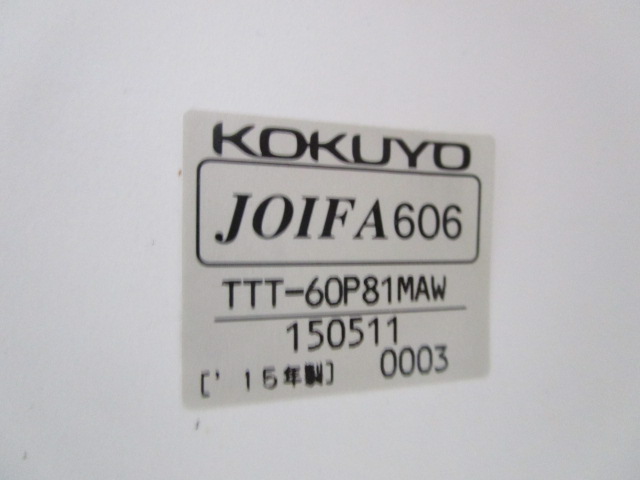 KOKUYO
JOIFA606
TTT-60P81MAW
150511
['15年製] 0003